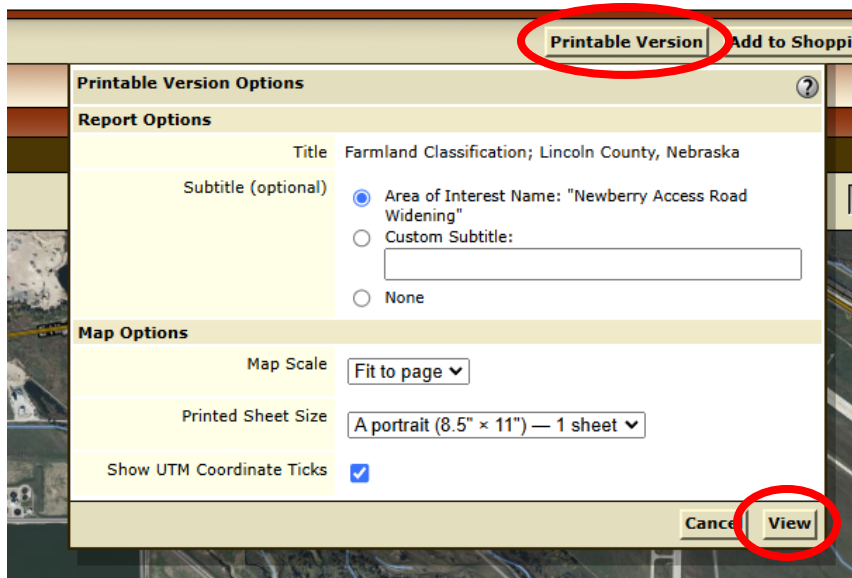 Printable Version Add to Shoppi
Printable Version Options ?
Report Options
Title Farmland Classification; Lincoln County, Nebraska
Subtitle (optional)
Area of Interest Name: "Newberry Access Road
Widening"
Custom Subtitle:
None
Map Options
Map Scale Fit to page
Printed Sheet Size A portrait (8.5" × 11") — 1 sheet
Show UTM Coordinate Ticks
Cancel View